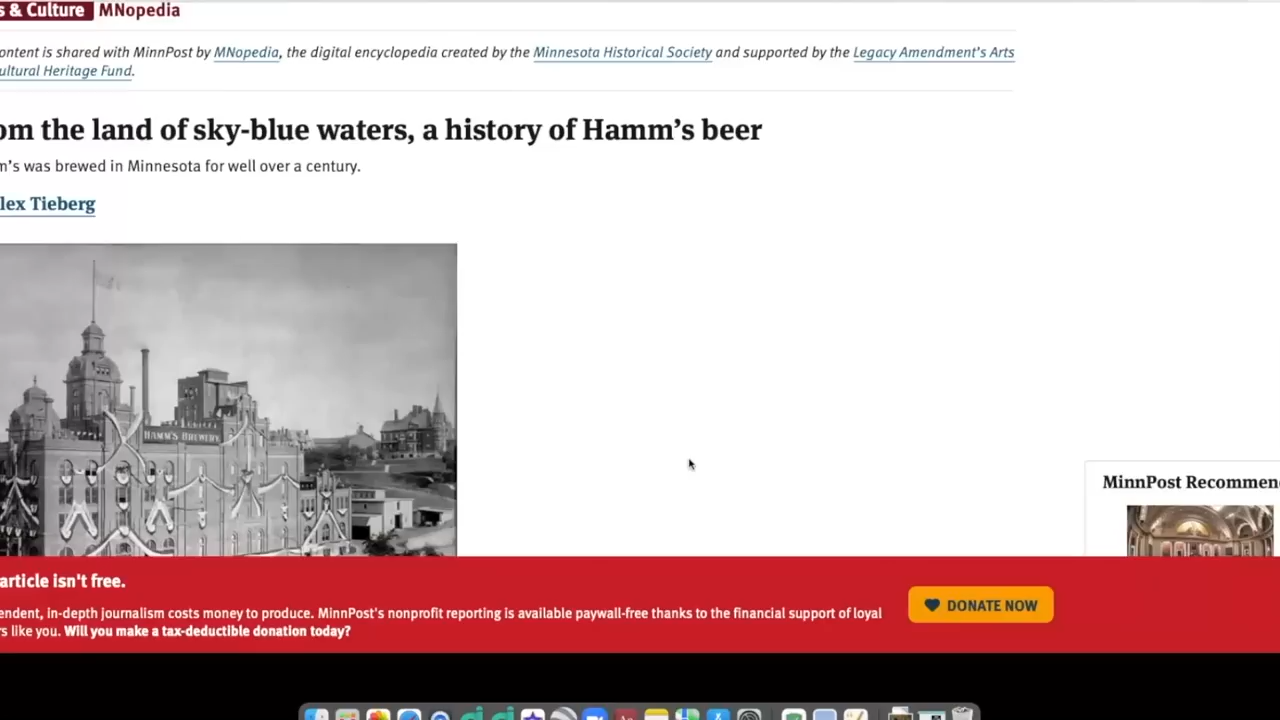 s & Culture MNopedia
ontent is shared with MinnPost by MNopedia, the digital encyclopedia created by the Minnesota Historical Society and supported by the Legacy Amendment's Arts
ultural Heritage Fund.
om the land of sky-blue waters, a history of Hamm’s beer
m’s was brewed in Minnesota for well over a century.
lex Tieberg
HAMM'S BREWERY
MinnPost Recommen
article isn't free.
endent, in-depth journalism costs money to produce. MinnPost's nonprofit reporting is available paywall-free thanks to the financial support of loyal
rs like you. Will you make a tax-deductible donation today?
DONATE NOW